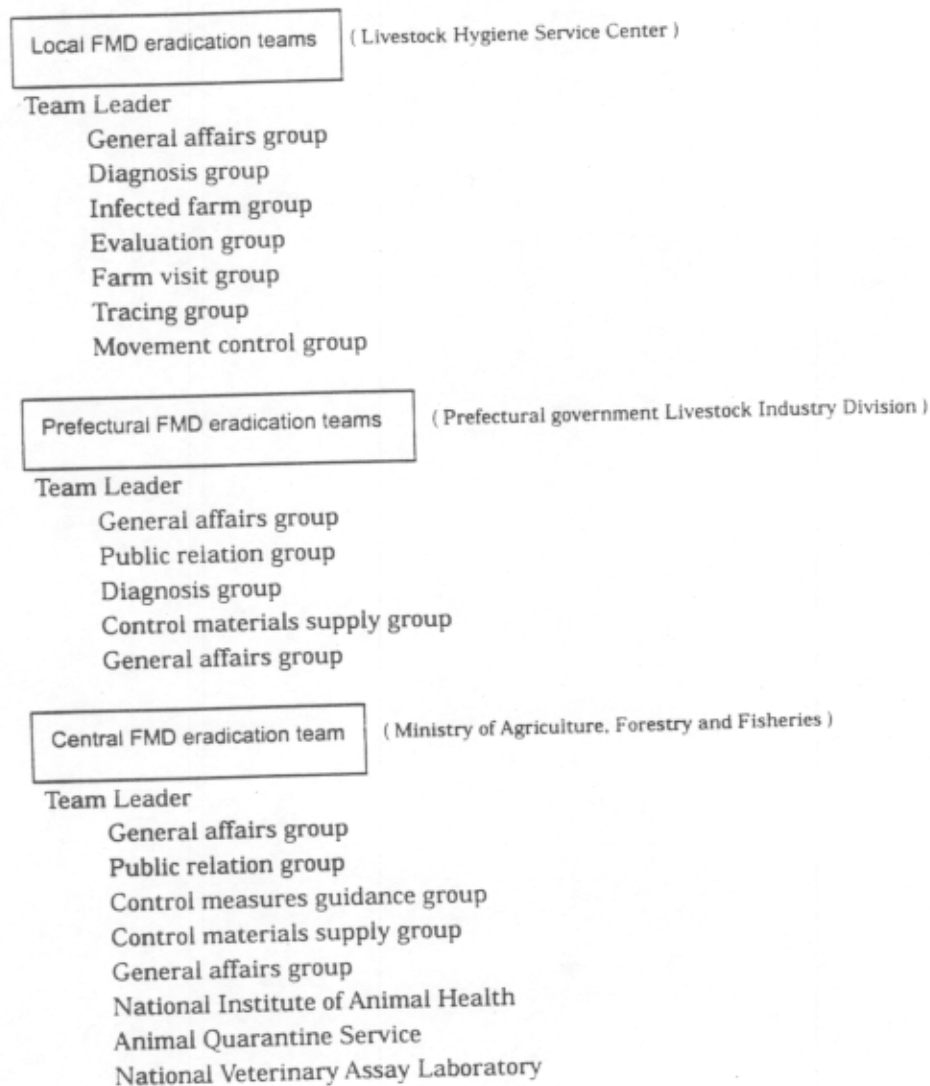 Local FMD eradication teams (Livestock Hygiene Service Center)
Team Leader
General affairs group
Diagnosis group
Infected farm group
Evaluation group
Farm visit group
Tracing group
Movement control group
Prefectural FMD eradication teams (Prefectural government Livestock Industry Division)
Team Leader
General affairs group
Public relation group
Diagnosis group
Control materials supply group
General affairs group
Central FMD eradication team (Ministry of Agriculture, Forestry and Fisheries)
Team Leader
General affairs group
Public relation group
Control measures guidance group
Control materials supply group
General affairs group
National Institute of Animal Health
Animal Quarantine Service
National Veterinary Assay Laboratory